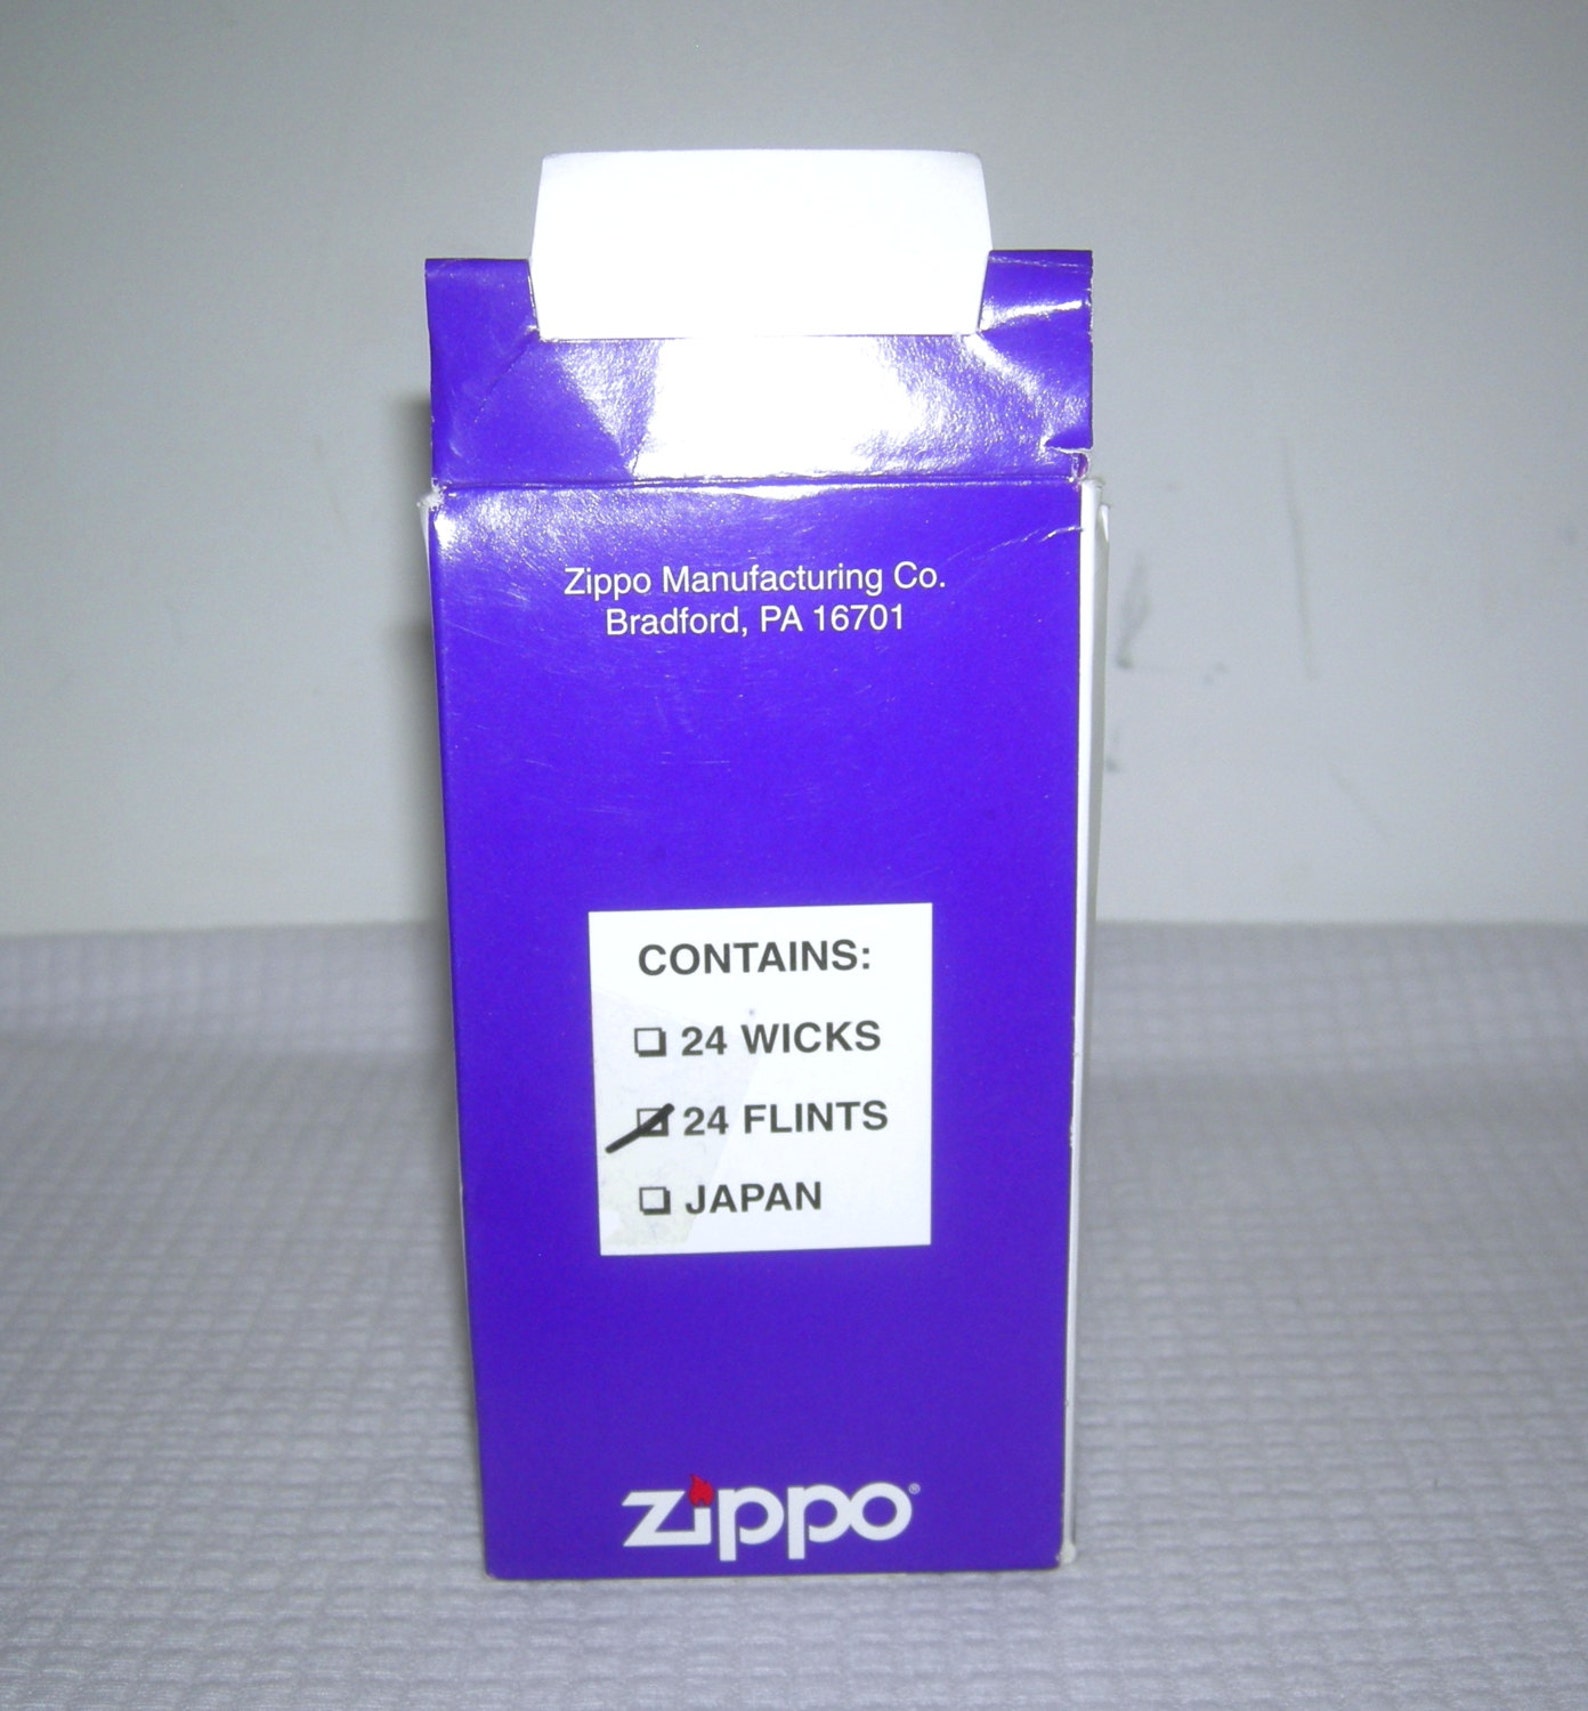 Zippo Manufacturing Co.
Bradford, PA 16701
CONTAINS:
24 WICKS
24 FLINTS
JAPAN
zippo®